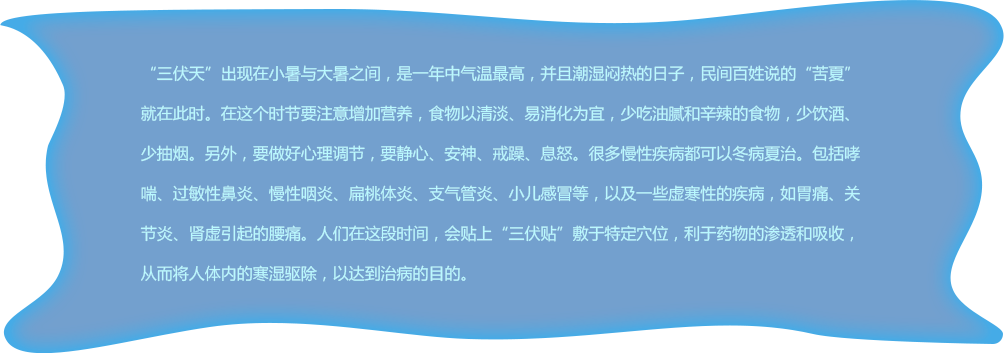 “三伏天”出现在小暑与大暑之间，是一年中气温最高，并且潮湿闷热的日子，民间百姓说的“苦夏”
就在此时。在这个时节要注意增加营养，食物以清淡、易消化为宜，少吃油腻和辛辣的食物，少饮酒、
少抽烟。另外，要做好心理调节，要静心、安神、戒躁、息怒。很多慢性疾病都可以冬病夏治。包括哮
喘、过敏性鼻炎、慢性咽炎、扁桃体炎、支气管炎、小儿感冒等，以及一些虚寒性的疾病，如胃痛、关
节炎、肾虚引起的腰痛。人们在这段时间，会贴上“三伏贴”敷于特定穴位，利于药物的渗透和吸收，
从而将人体内的寒湿驱除，以达到治病的目的。